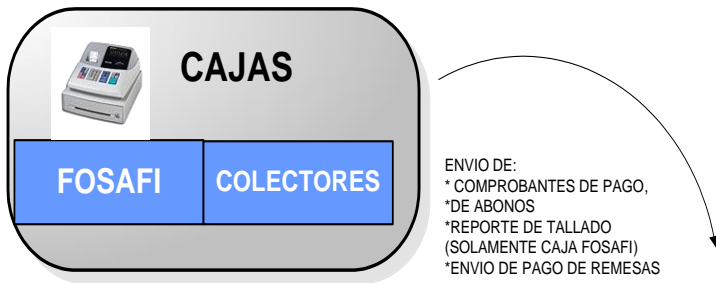 CAJAS
FOSAFI
COLECTORES
ENVIO DE:
* COMPROBANTES DE PAGO,
*DE ABONOS
*REPORTE DE TALLADO
(SOLAMENTE CAJA FOSAFI)
*ENVIO DE PAGO DE REMESAS